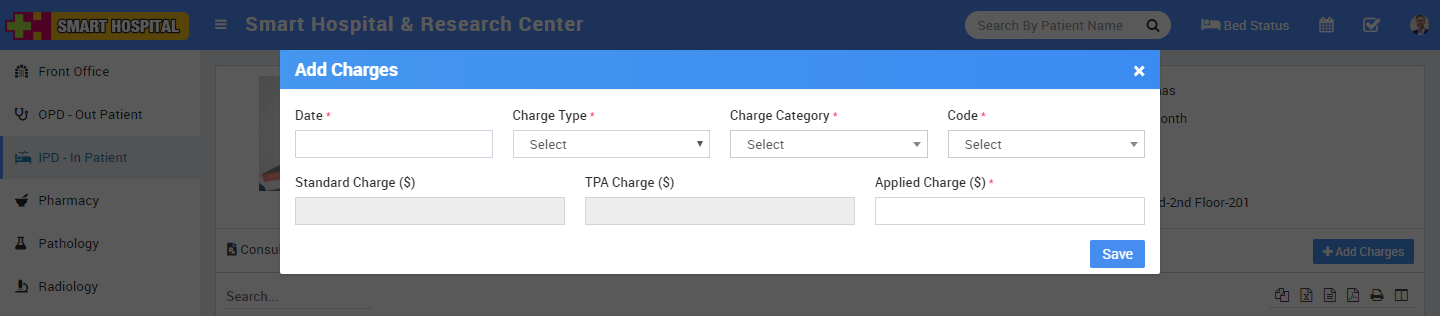 SMART HOSPITAL
Smart Hospital & Research Center
Search By Patient Name
Bed Status
Front Office
OPD - Out Patient
IPD - In Patient
Pharmacy
Pathology
Radiology
Add Charges
×
Date *
Charge Type *
Charge Category *
Code *
Select
Select
Select
Standard Charge ($)
TPA Charge ($)
Applied Charge ($) *
Save
as
onth
d-2nd Floor-201
Consul
+ Add Charges
Search...